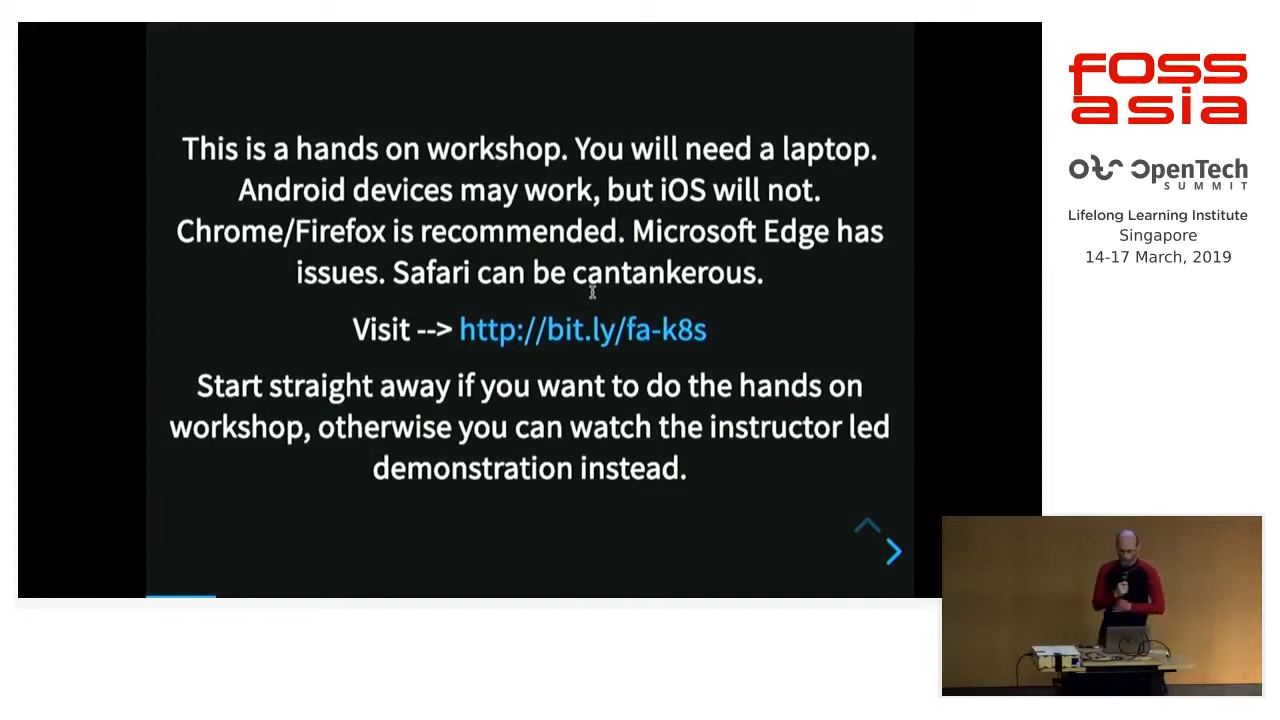 This is a hands on workshop. You will need a laptop.
Android devices may work, but iOS will not.
Chrome/Firefox is recommended. Microsoft Edge has
issues. Safari can be cantankerous.
Visit --> http://bit.ly/fa-k8s
Start straight away if you want to do the hands on
workshop, otherwise you can watch the instructor led
demonstration instead.
fOSS
asia
OpenTech
SUMMIT
Lifelong Learning Institute
Singapore
14-17 March, 2019